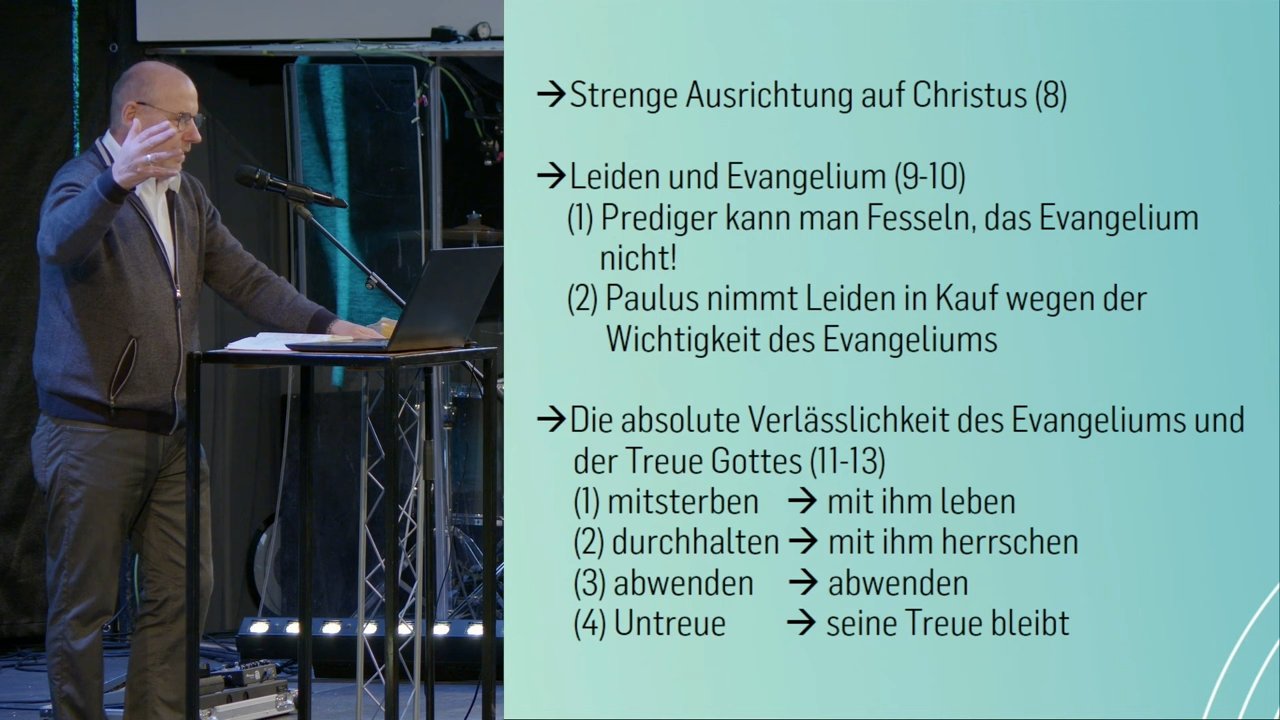 →Strenge Ausrichtung auf Christus (8)
→Leiden und Evangelium (9-10)
(1) Prediger kann man Fesseln, das Evangelium
nicht!
(2) Paulus nimmt Leiden in Kauf wegen der
Wichtigkeit des Evangeliums
→Die absolute Verlässlichkeit des Evangeliums und
der Treue Gottes (11-13)
(1) mitsterben → mit ihm leben
(2) durchhalten → mit ihm herrschen
(3) abwenden → abwenden
(4) Untreue → seine Treue bleibt